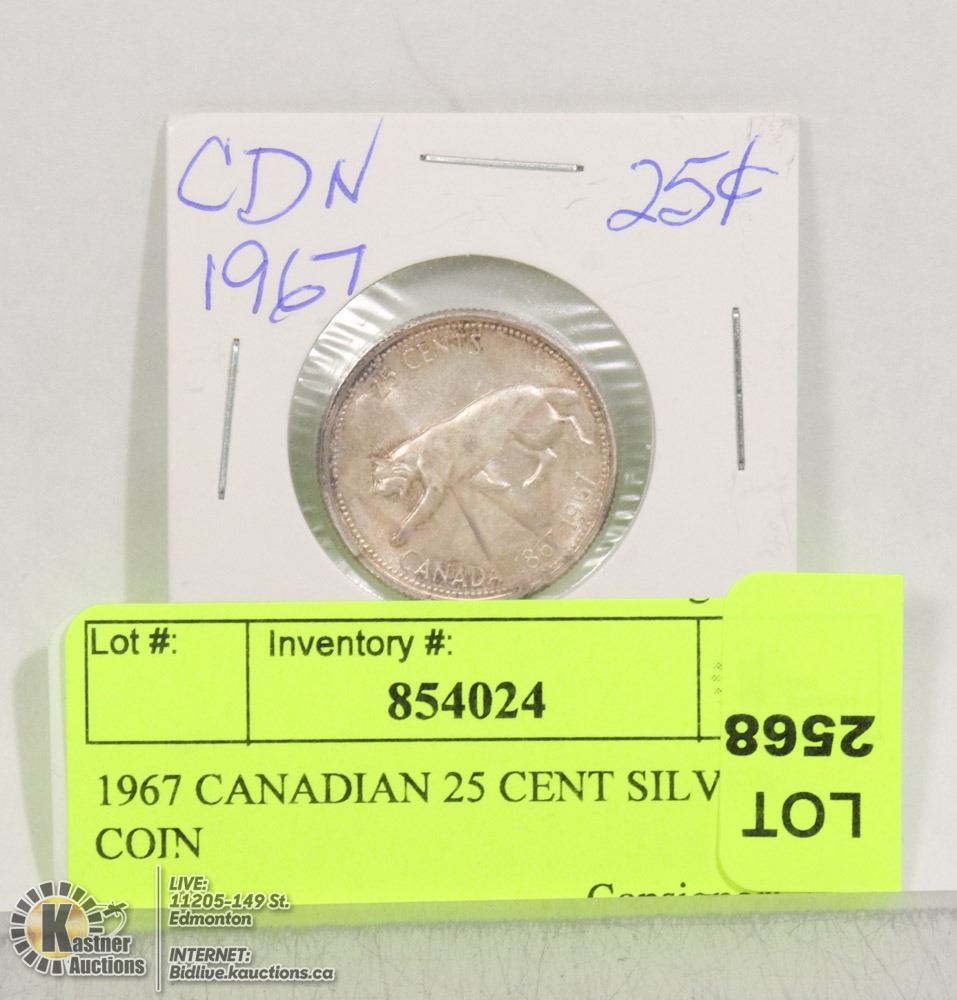 CDN
25¢
1967
25 CENTS
CANADA 1867-1967
Lot #:
Inventory #:
854024
2568
LOT
1967 CANADIAN 25 CENT SILV
COIN
LIVE:
11205-149 St.
Edmonton
INTERNET:
Bidlive.kauctions.ca
Kastner
Auctions